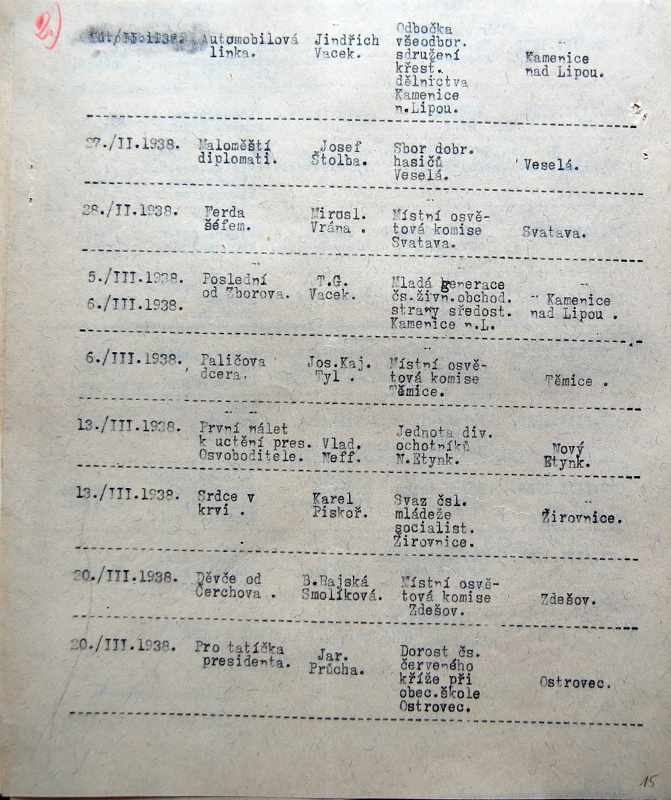 2.)
/II.1938. Automobilová linka. Jindřich Vacek. Odbočka všeodbor. sdružení křest. dělnictva Kamenice n.Lipou. Kamenice nad Lipou.
27./II.1938. Maloměští diplomati. Josef Štolba. Sbor dobr. hasičů Veselá. Veselá.
28./II.1938. Ferda šéfem. Mirosl. Vrána . Místní osvě- tová komise Svatava. Svatava.
5./III.1938. 6./III.1938. Poslední od Zborova. T.G. Vacek. Mladá generace čs.živn.obchod. strany středost. Kamenice n.L. Kamenice nad Lipou .
6./III.1938. Paličova dcera. Jos.Kaj. Tyl . Místní osvě- tová komise Těmice. Těmice .
13./III.1938. První nálet k uctění pres. Osvoboditele. Vlad. Neff. Jednota div. ochotníků N.Etynk. Nový Etynk.
13./III.1938. Srdce v krvi . Karel Piskoř. Svaz čsl. mládeže socialist. Žirovnice. Žirovnice.
20./III.1938. Děvče od Čerchova . B.Rajská Smolíková. Místní osvě- tová komise Zdešov. Zdešov.
20./III.1938. Pro tatíčka presidenta. Jar. Průcha. Dorost čs. červeného kříže při obec.škole Ostrovec. Ostrovec.
15